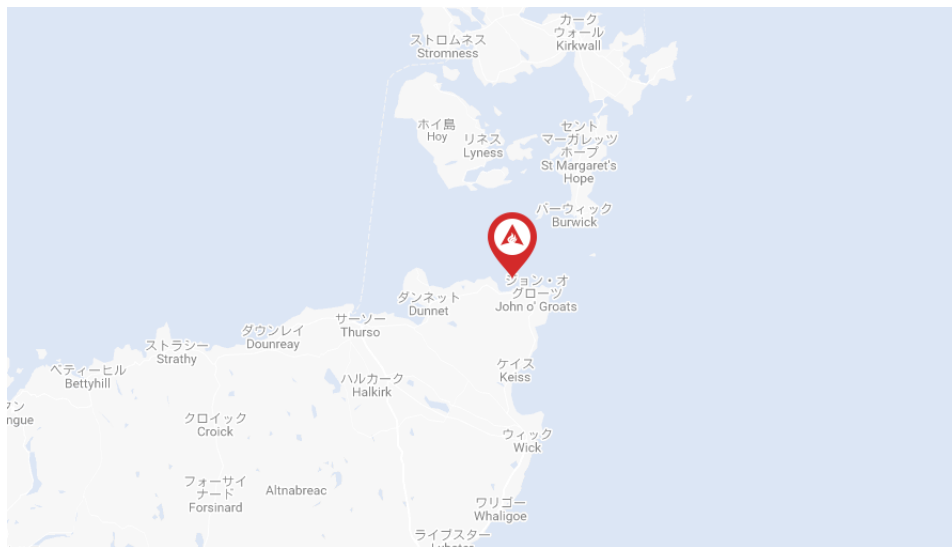 カーク
ウォール
Kirkwall
ストロムネス
Stromness
ホイ島
Hoy
リネス
Lyness
セント
マーガレッツ
ホープ
St Margaret's
Hope
バーウィック
Burwick
ジョン・オ
グローツ
John o' Groats
ダンネット
Dunnet
サーソー
Thurso
ダウンレイ
Dounreay
ストラシー
Strathy
ベティーヒル
Bettyhill
ケイス
Keiss
ハルカーク
Halkirk
クロイック
Croick
ウィック
Wick
フォーサイ
ナード
Forsinard
Altnabreac
ワリゴー
Whaligoe
ライブスター